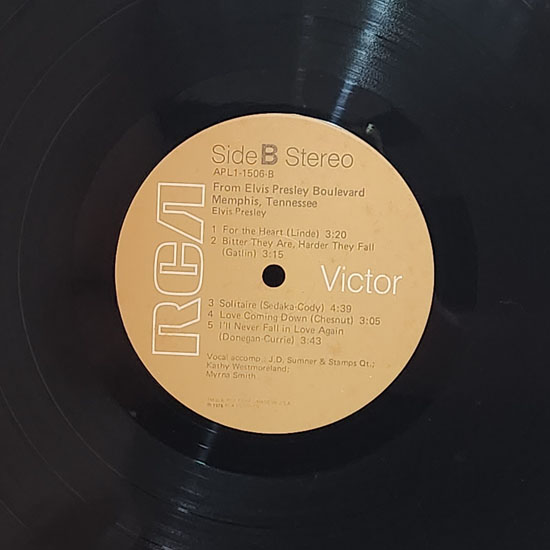 Side B Stereo
APL1-1506-B
From Elvis Presley Boulevard
Memphis, Tennessee
Elvis Presley
1 For the Heart (Linde) 3:20
2 Bitter They Are, Harder They Fall
(Gatlin) 3:15
RCA
Victor
3 Solitaire (Sedaka-Cody) 4:39
4 Love Coming Down (Chesnut) 3:05
5 I'll Never Fall in Love Again
(Donegan-Currie) 3:43
Vocal accomp.: J.D. Sumner & Stamps Qt.;
Kathy Westmoreland;
Myrna Smith